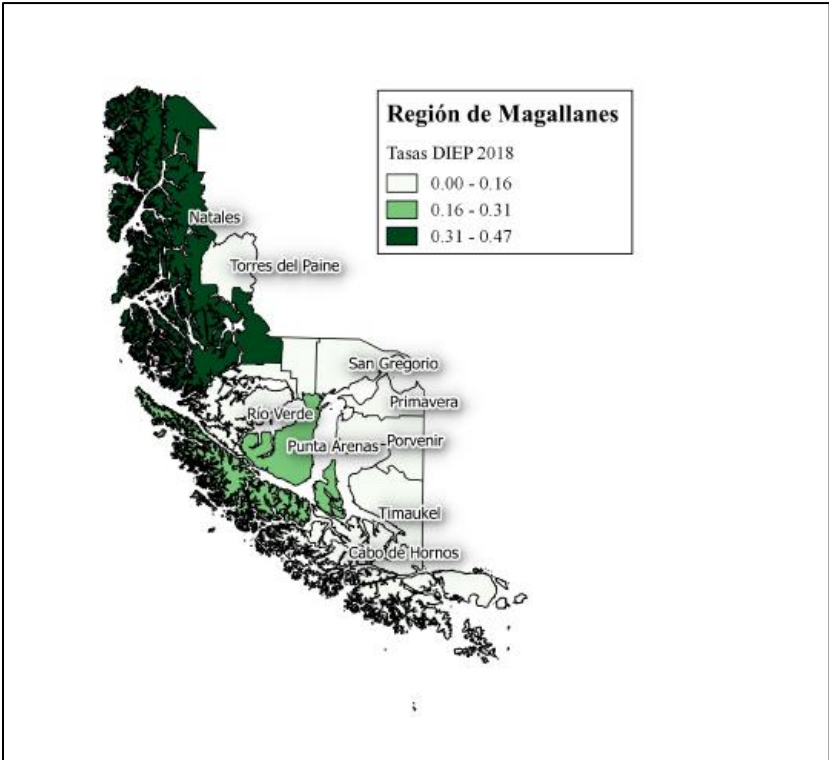 Región de Magallanes
Tasas DIEP 2018
0.00 - 0.16
0.16 - 0.31
0.31 - 0.47
Natales
Torres del Paine
San Gregorio
Primavera
Río Verde
Punta Arenas
Porvenir
Timaukel
Cabo de Hornos